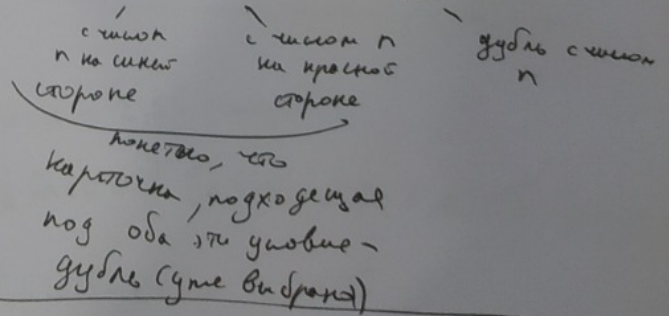 с числом
n на синей
стороне
с числом n
на красной
стороне
дубль с числом
n
понятно, что
карточка, подходящая
под оба эти условие -
дубль (уже выбрана)